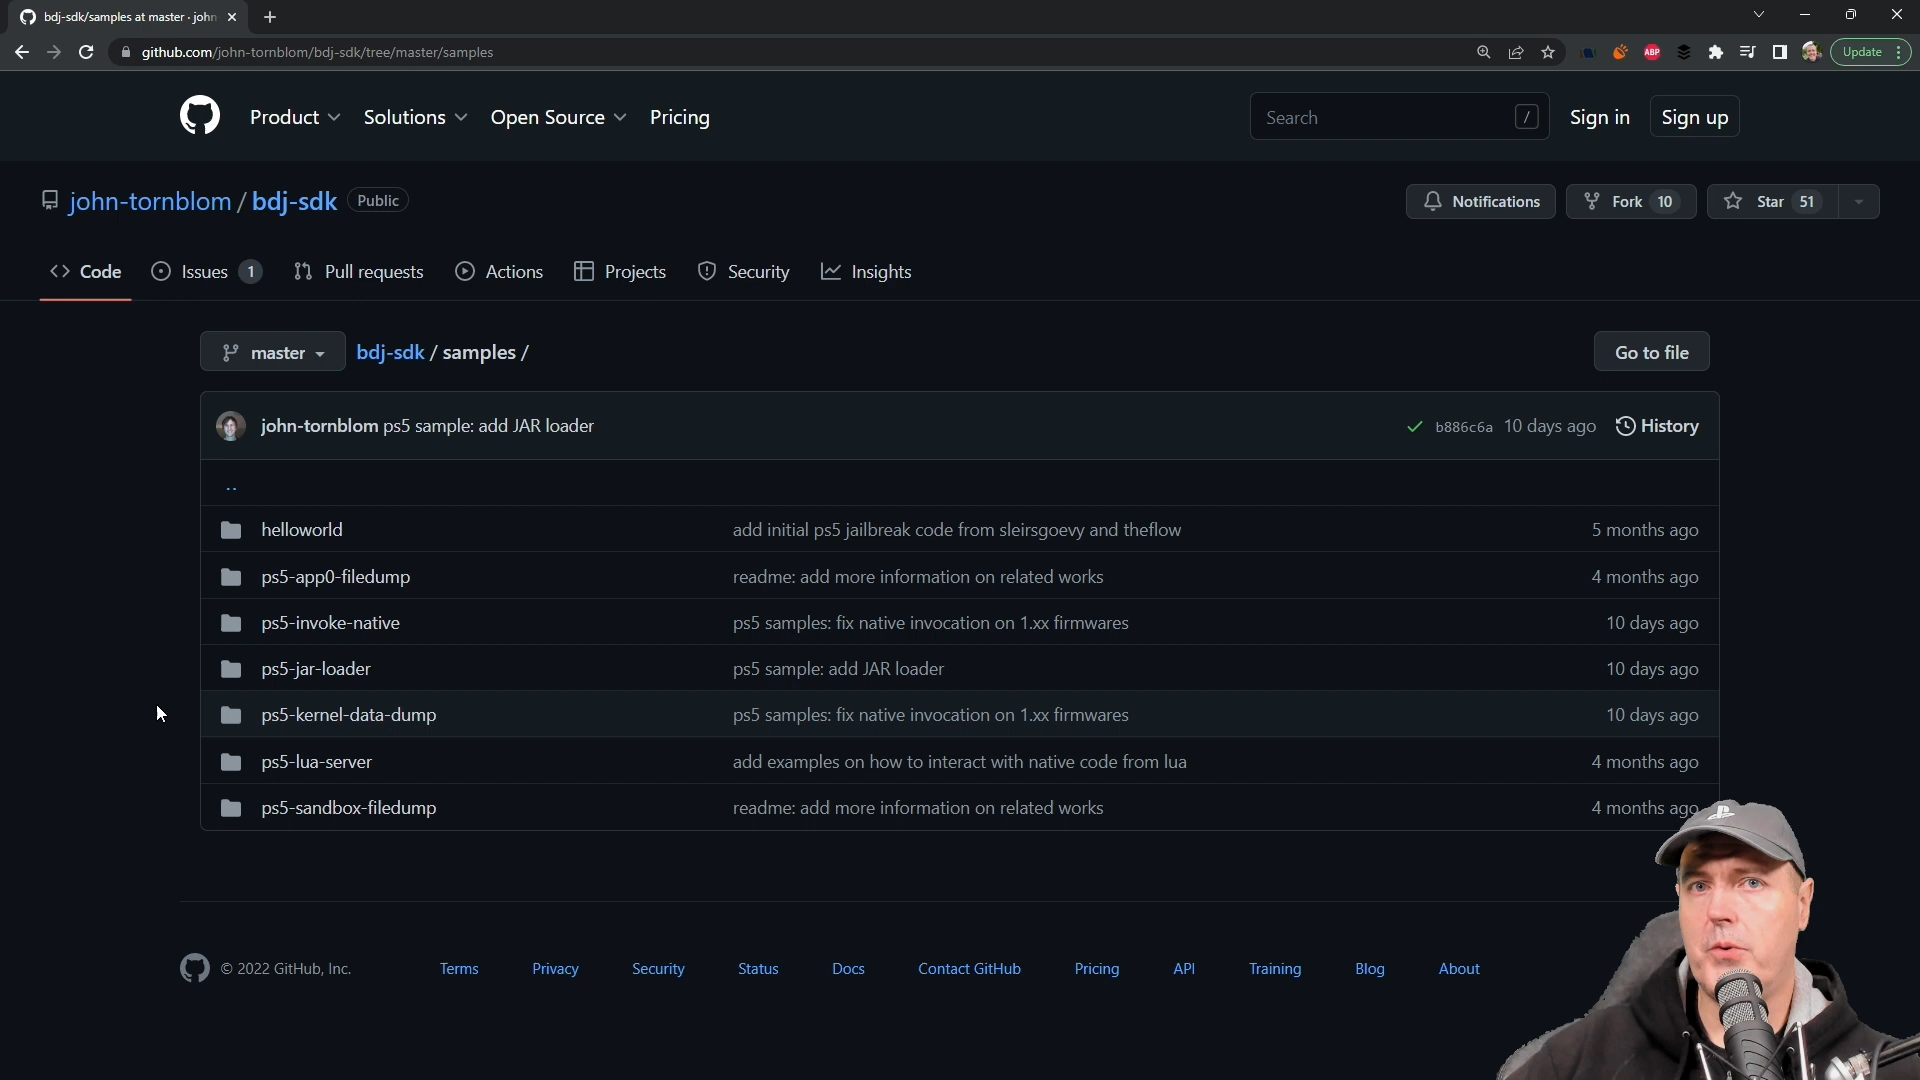 bdj-sdk/samples at master · john
github.com/john-tornblom/bdj-sdk/tree/master/samples
ABP
Update
Product
Solutions
Open Source
Pricing
Search
/
Sign in
Sign up
john-tornblom / bdj-sdk
Public
Notifications
Fork 10
Star 51
Code
Issues 1
Pull requests
Actions
Projects
Security
Insights
master
bdj-sdk / samples /
Go to file
john-tornblom ps5 sample: add JAR loader
b886c6a 10 days ago
History
..
helloworld add initial ps5 jailbreak code from sleirsgoevy and theflow 5 months ago
ps5-app0-filedump readme: add more information on related works 4 months ago
ps5-invoke-native ps5 samples: fix native invocation on 1.xx firmwares 10 days ago
ps5-jar-loader ps5 sample: add JAR loader 10 days ago
ps5-kernel-data-dump ps5 samples: fix native invocation on 1.xx firmwares 10 days ago
ps5-lua-server add examples on how to interact with native code from lua 4 months ago
ps5-sandbox-filedump readme: add more information on related works 4 months ago
© 2022 GitHub, Inc.
Terms
Privacy
Security
Status
Docs
Contact GitHub
Pricing
API
Training
Blog
About